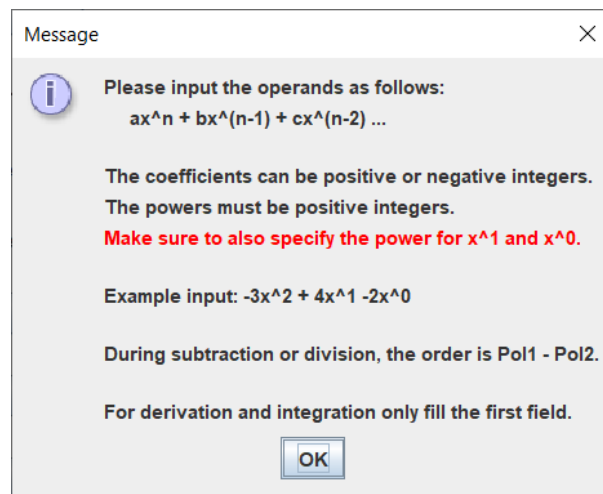 Message
Please input the operands as follows:
ax^n + bx^(n-1) + cx^(n-2) ...
The coefficients can be positive or negative integers.
The powers must be positive integers.
Make sure to also specify the power for x^1 and x^0.
Example input: -3x^2 + 4x^1 -2x^0
During subtraction or division, the order is Pol1 - Pol2.
For derivation and integration only fill the first field.
OK